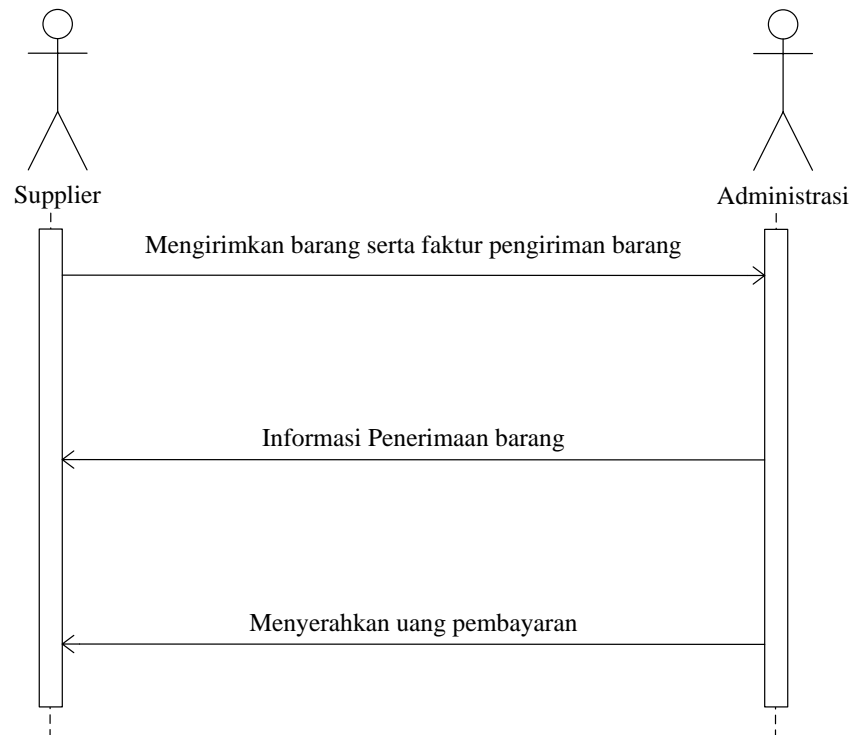 Supplier
Administrasi
Mengirimkan barang serta faktur pengiriman barang
Informasi Penerimaan barang
Menyerahkan uang pembayaran